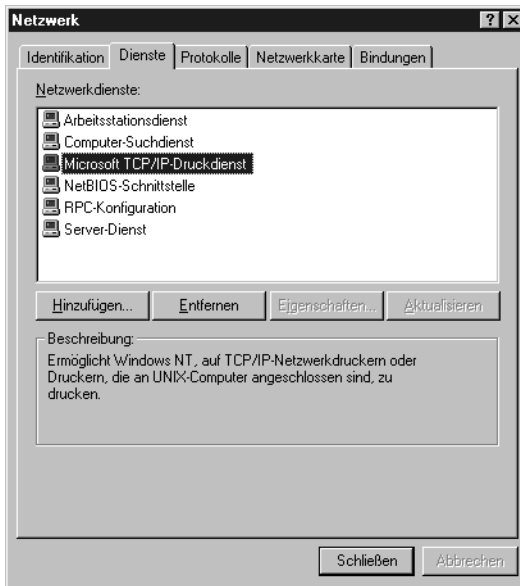 Netzwerk
Identifikation Dienste Protokolle Netzwerkkarte Bindungen
Netzwerkdienste:
Arbeitsstationsdienst
Computer-Suchdienst
Microsoft TCP/IP-Druckdienst
NetBIOS-Schnittstelle
RPC-Konfiguration
Server-Dienst
Hinzufügen... Entfernen Eigenschaften... Aktualisieren
Beschreibung:
Ermöglicht Windows NT, auf TCP/IP-Netzwerkdruckern oder
Druckern, die an UNIX-Computer angeschlossen sind, zu
drucken.
Schließen Abbrechen